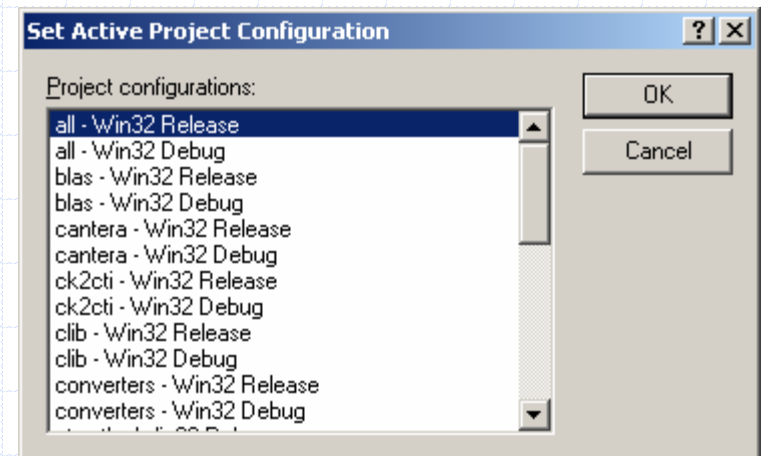 Set Active Project Configuration
Project configurations:
all - Win32 Release
all - Win32 Debug
blas - Win32 Release
blas - Win32 Debug
cantera - Win32 Release
cantera - Win32 Debug
ck2cti - Win32 Release
ck2cti - Win32 Debug
clib - Win32 Release
clib - Win32 Debug
converters - Win32 Release
converters - Win32 Debug
OK
Cancel